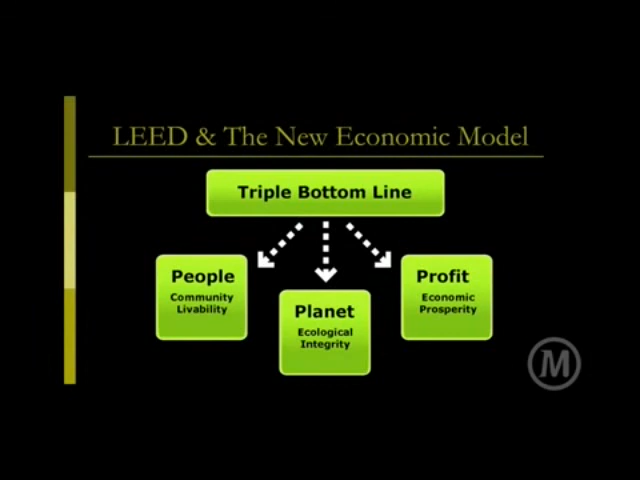 LEED & The New Economic Model
Triple Bottom Line
People
Community
Livability
Planet
Ecological
Integrity
Profit
Economic
Prosperity
M